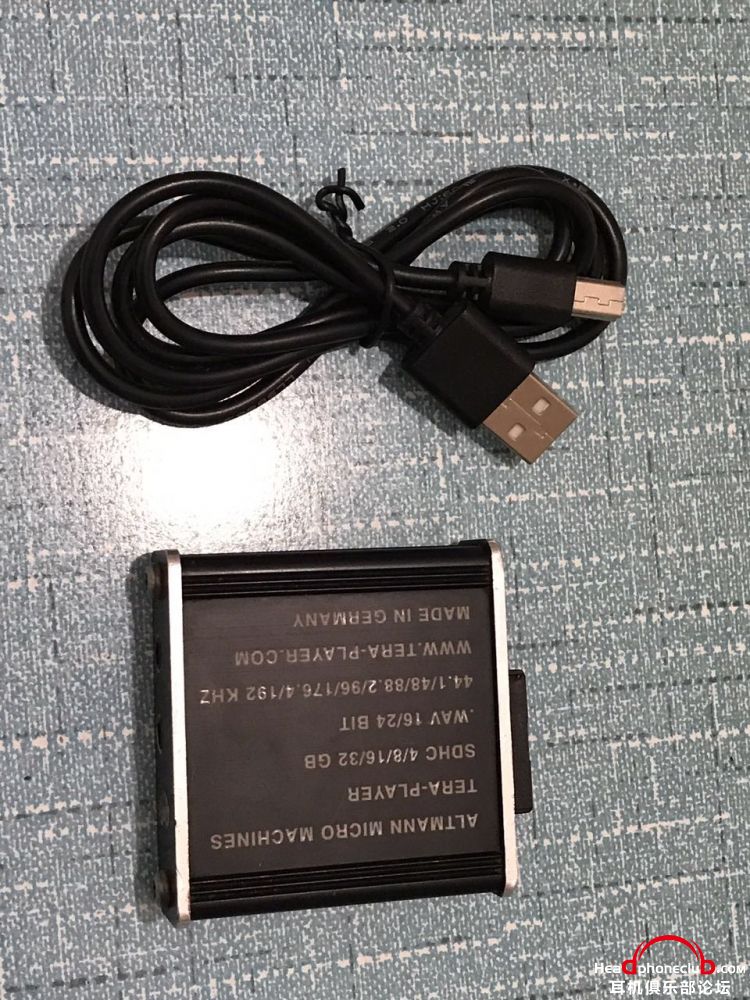 ALTMANN MICRO MACHINES
TERA-PLAYER
SDHC 4/8/16/32 GB
.WAV 16/24 BIT
44.1/48/88.2/96/176.4/192 KHZ
WWW.TERA-PLAYER.COM
MADE IN GERMANY
Headphoneclub.com
耳机俱乐部论坛